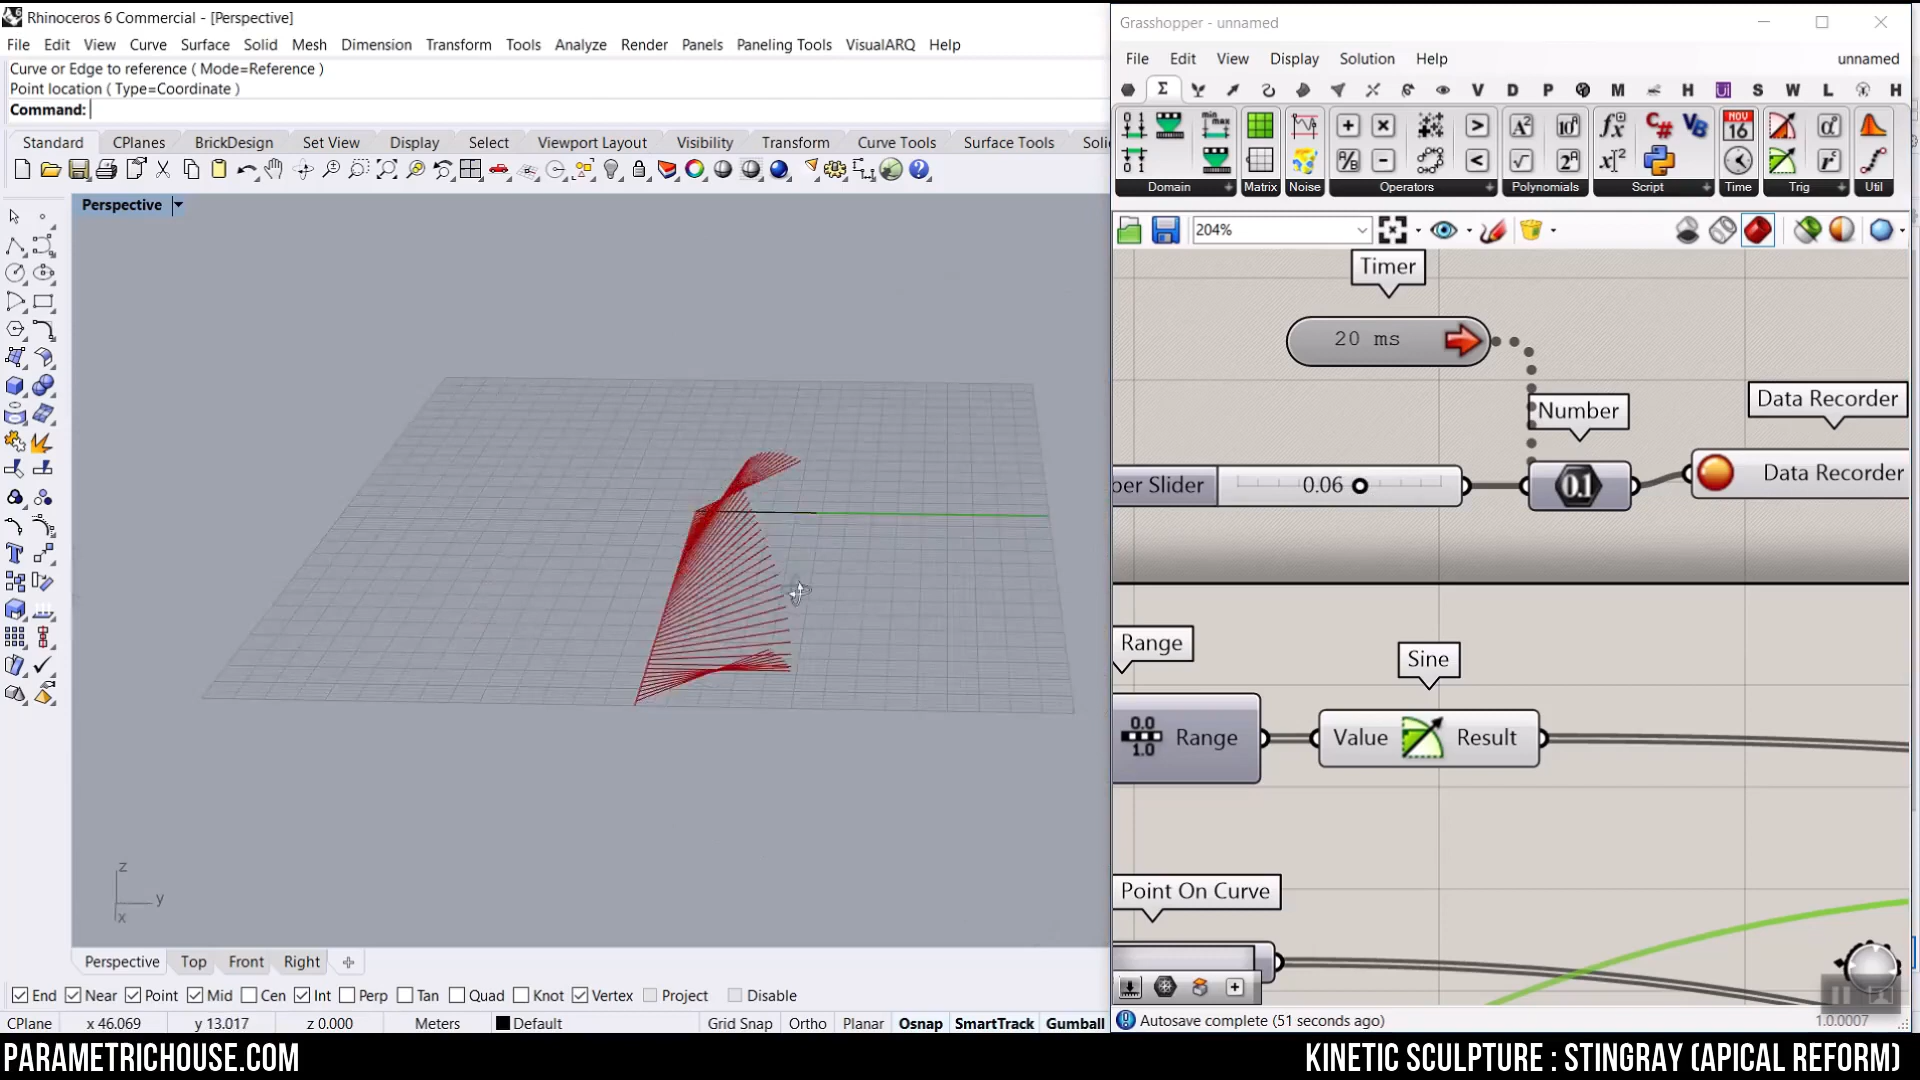 Rhinoceros 6 Commercial - [Perspective]
File Edit View Curve Surface Solid Mesh Dimension Transform Tools Analyze Render Panels Paneling Tools VisualARQ Help
Curve or Edge to reference ( Mode=Reference )
Point location ( Type=Coordinate )
Command:
Standard CPlanes BrickDesign Set View Display Select Viewport Layout Visibility Transform Curve Tools Surface Tools Soli
Perspective
z
y
x
Perspective Top Front Right
End Near Point Mid Cen Int Perp Tan Quad Knot Vertex Project Disable
CPlane x 46.069 y 13.017 z 0.000 Meters Default Grid Snap Ortho Planar Osnap SmartTrack Gumball
Grasshopper - unnamed
File Edit View Display Solution Help unnamed
Σ V D P M H U S W L H
Domain Matrix Noise Operators Polynomials Script Time Trig Util
204%
Timer
20 ms
Number
Data Recorder
per Slider 0.06
Data Recorder
Range
Sine
0.0
1.0
Range
Value Result
Point On Curve
Autosave complete (51 seconds ago)
1.0.0007
PARAMETRICHOUSE.COM
KINETIC SCULPTURE : STINGRAY (APICAL REFORM)